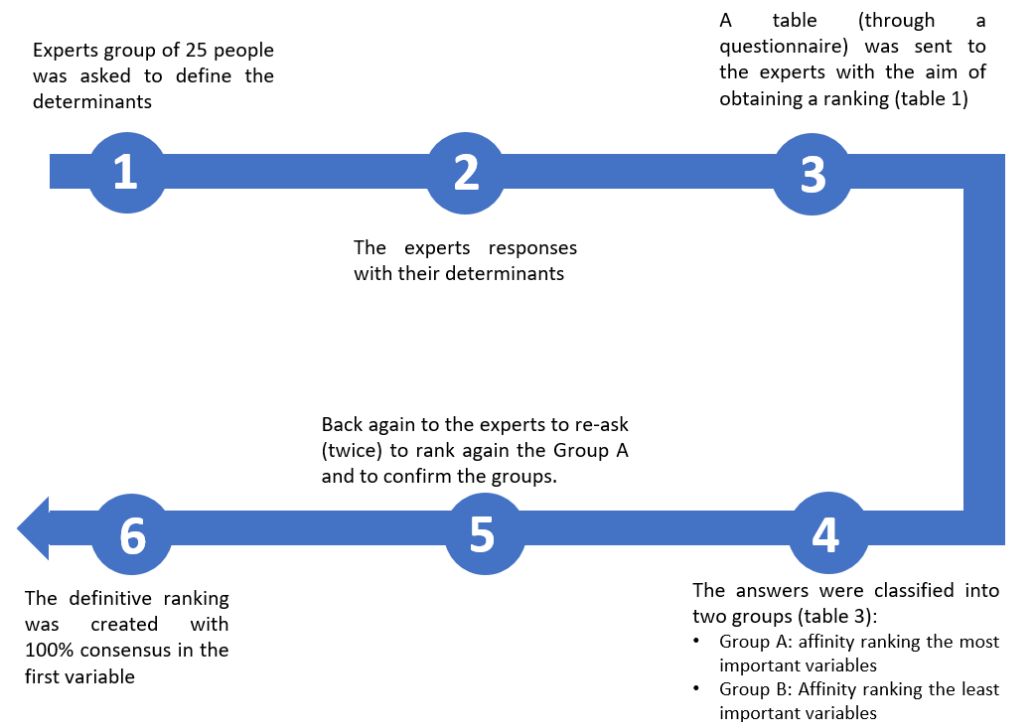 Experts group of 25 people
was asked to define the
determinants
A table (through a
questionnaire) was sent to
the experts with the aim of
obtaining a ranking (table 1)
1
2
3
The experts responses
with their determinants
Back again to the experts to re-ask
(twice) to rank again the Group A
and to confirm the groups.
6
5
4
The definitive ranking
was created with
100% consensus in the
first variable
The answers were classified into
two groups (table 3):
• Group A: affinity ranking the most
important variables
• Group B: Affinity ranking the least
important variables